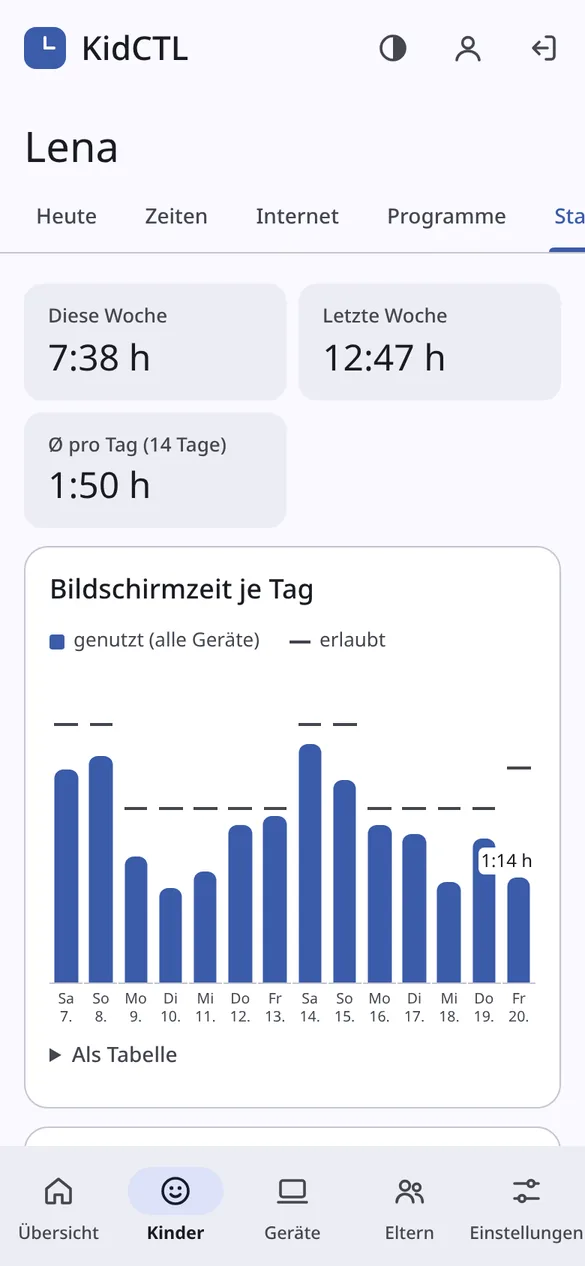 KidCTL
Lena
Heute Zeiten Internet Programme Sta
Diese Woche
7:38 h
Letzte Woche
12:47 h
Ø pro Tag (14 Tage)
1:50 h
Bildschirmzeit je Tag
genutzt (alle Geräte) erlaubt
1:14 h
Sa So Mo Di Mi Do Fr Sa So Mo Di Mi Do Fr
7. 8. 9. 10. 11. 12. 13. 14. 15. 16. 17. 18. 19. 20.
Als Tabelle
Übersicht Kinder Geräte Eltern Einstellungen